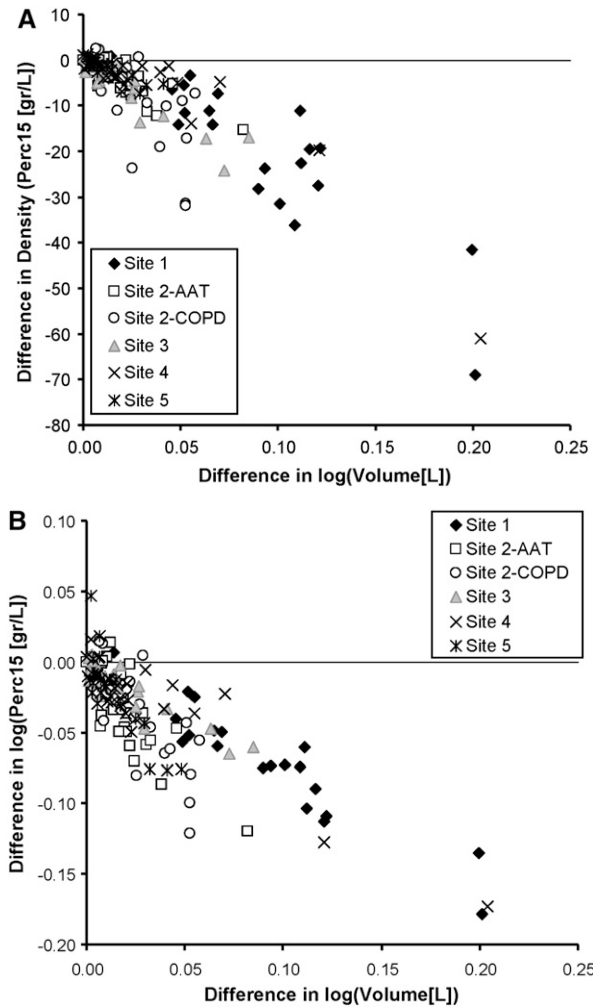 A
10
0
-10
-20
-30
-40
-50
-60
-70
-80
Difference in Density (Perc15 [gr/L])
Site 1
Site 2-AAT
Site 2-COPD
Site 3
Site 4
Site 5
0.00
0.05
0.10
0.15
0.20
0.25
Difference in log(Volume[L])
B
0.10
0.05
0.00
-0.05
-0.10
-0.15
-0.20
Difference in log(Perc15 [gr/L])
Site 1
Site 2-AAT
Site 2-COPD
Site 3
Site 4
Site 5
0.00
0.05
0.10
0.15
0.20
0.25
Difference in log(Volume[L])